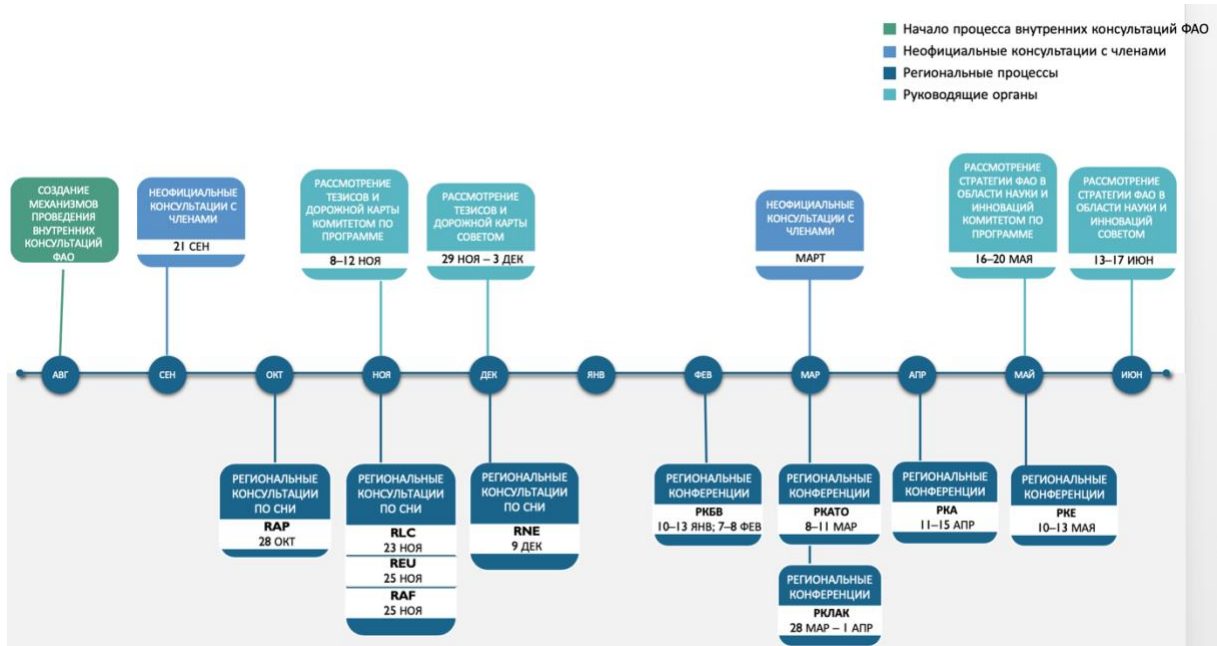 Начало процесса внутренних консультаций ФАО
Неофициальные консультации с членами
Региональные процессы
Руководящие органы
СОЗДАНИЕ
МЕХАНИЗМОВ
ПРОВЕДЕНИЯ
ВНУТРЕННИХ
КОНСУЛЬТАЦИЙ
ФАО
НЕОФИЦИАЛЬНЫЕ
КОНСУЛЬТАЦИИ С
ЧЛЕНАМИ
21 СЕН
РАССМОТРЕНИЕ
ТЕЗИСОВ И
ДОРОЖНОЙ КАРТЫ
КОМИТЕТОМ ПО
ПРОГРАММЕ
8–12 НОЯ
РАССМОТРЕНИЕ
ТЕЗИСОВ И
ДОРОЖНОЙ КАРТЫ
СОВЕТОМ
29 НОЯ – 3 ДЕК
НЕОФИЦИАЛЬНЫЕ
КОНСУЛЬТАЦИИ С
ЧЛЕНАМИ
МАРТ
РАССМОТРЕНИЕ
СТРАТЕГИИ ФАО В
ОБЛАСТИ НАУКИ И
ИННОВАЦИЙ
КОМИТЕТОМ ПО
ПРОГРАММЕ
16–20 МАЯ
РАССМОТРЕНИЕ
СТРАТЕГИИ ФАО В
ОБЛАСТИ НАУКИ И
ИННОВАЦИЙ
СОВЕТОМ
13–17 ИЮН
АВГ
СЕН
ОКТ
НОЯ
ДЕК
ЯНВ
ФЕВ
МАР
АПР
МАЙ
ИЮН
РЕГИОНАЛЬНЫЕ
КОНСУЛЬТАЦИИ
ПО СНИ
RAP
28 ОКТ
РЕГИОНАЛЬНЫЕ
КОНСУЛЬТАЦИИ
ПО СНИ
RLC
23 НОЯ
REU
25 НОЯ
RAF
25 НОЯ
РЕГИОНАЛЬНЫЕ
КОНСУЛЬТАЦИИ
ПО СНИ
RNE
9 ДЕК
РЕГИОНАЛЬНЫЕ
КОНФЕРЕНЦИИ
РКБВ
10–13 ЯНВ; 7–8 ФЕВ
РЕГИОНАЛЬНЫЕ
КОНФЕРЕНЦИИ
РКАТО
8–11 МАР
РЕГИОНАЛЬНЫЕ
КОНФЕРЕНЦИИ
РКЛАК
28 МАР – 1 АПР
РЕГИОНАЛЬНЫЕ
КОНФЕРЕНЦИИ
РКА
11–15 АПР
РЕГИОНАЛЬНЫЕ
КОНФЕРЕНЦИИ
РКЕ
10–13 МАЯ